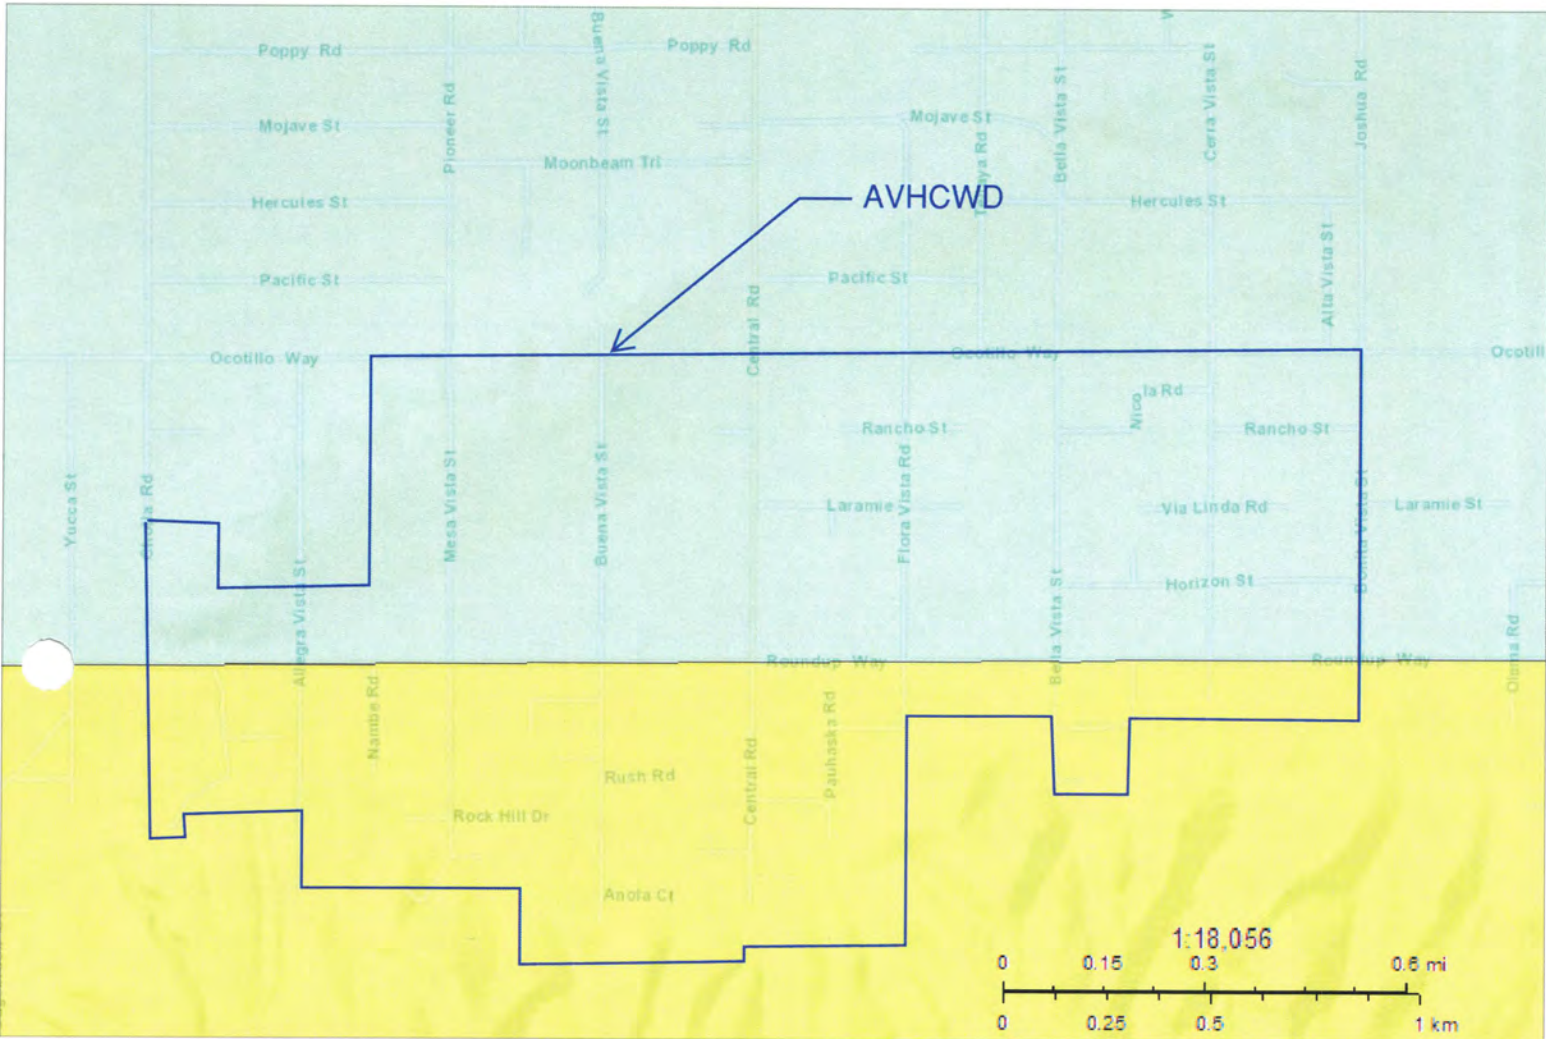 Poppy Rd
Poppy Rd
Buena Vista St
Pioneer Rd
Mojave St
Mojave St
Bella Vista St
Cerra Vista St
Joshua Rd
Moonbeam Trl
Hercules St
AVHCWD
Hercules St
Pacific St
Pacific St
Alta Vista St
Central Rd
Ocotillo Way
Ocotillo Way
Ocotill
Nicola Rd
Rancho St
Rancho St
Yucca St
Mesa Vista St
Buena Vista St
Flora Vista Rd
Laramie
Via Linda Rd
Laramie St
Bonita Vista St
Allegra Vista St
Bella Vista St
Horizon St
Roundup Way
Roundup Way
Nambe Rd
Pauhaska Rd
Rush Rd
Central Rd
Rock Hill Dr
Anola Ct
1:18,056
0 0.15 0.3 0.6 mi
0 0.25 0.5 1 km